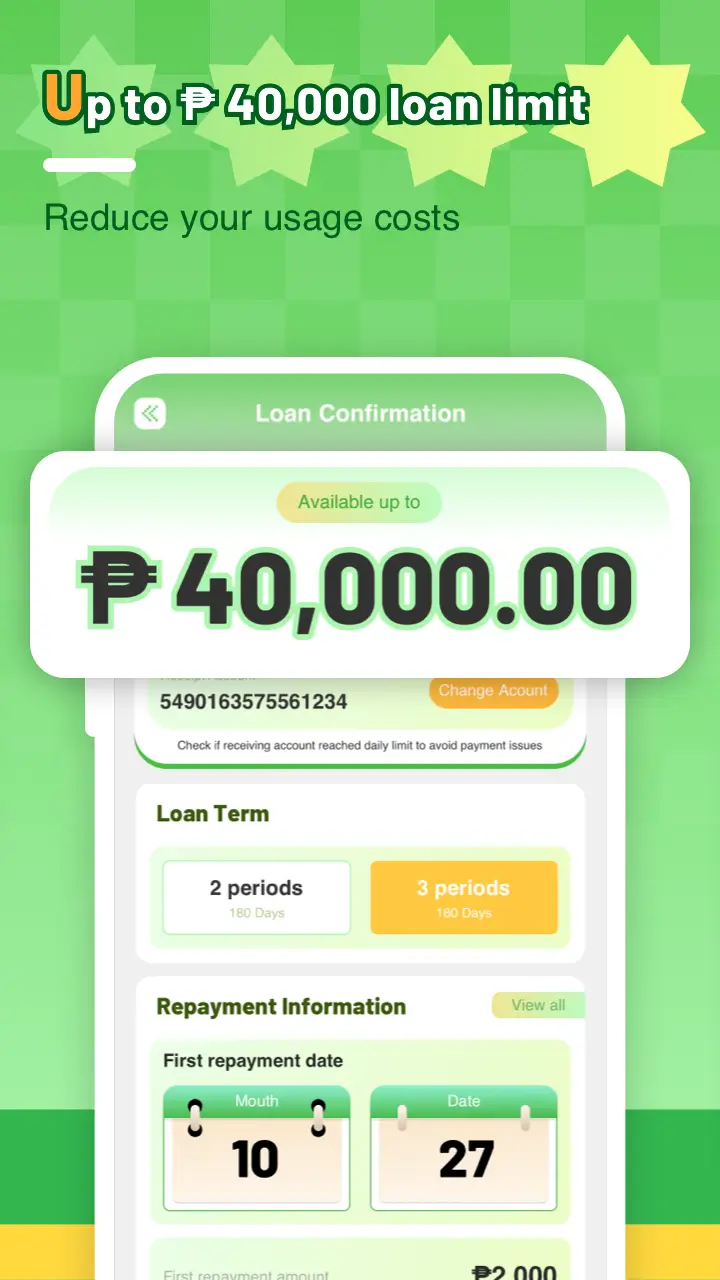 Up to ₱ 40,000 loan limit
Reduce your usage costs
Loan Confirmation
Available up to
₱ 40,000.00
5490163575561234
Change Acount
Check if receiving account reached daily limit to avoid payment issues
Loan Term
2 periods
3 periods
180 Days
180 Days
Repayment Information
View all
First repayment date
Mouth
Date
10
27
First repayment amount
₱2,000